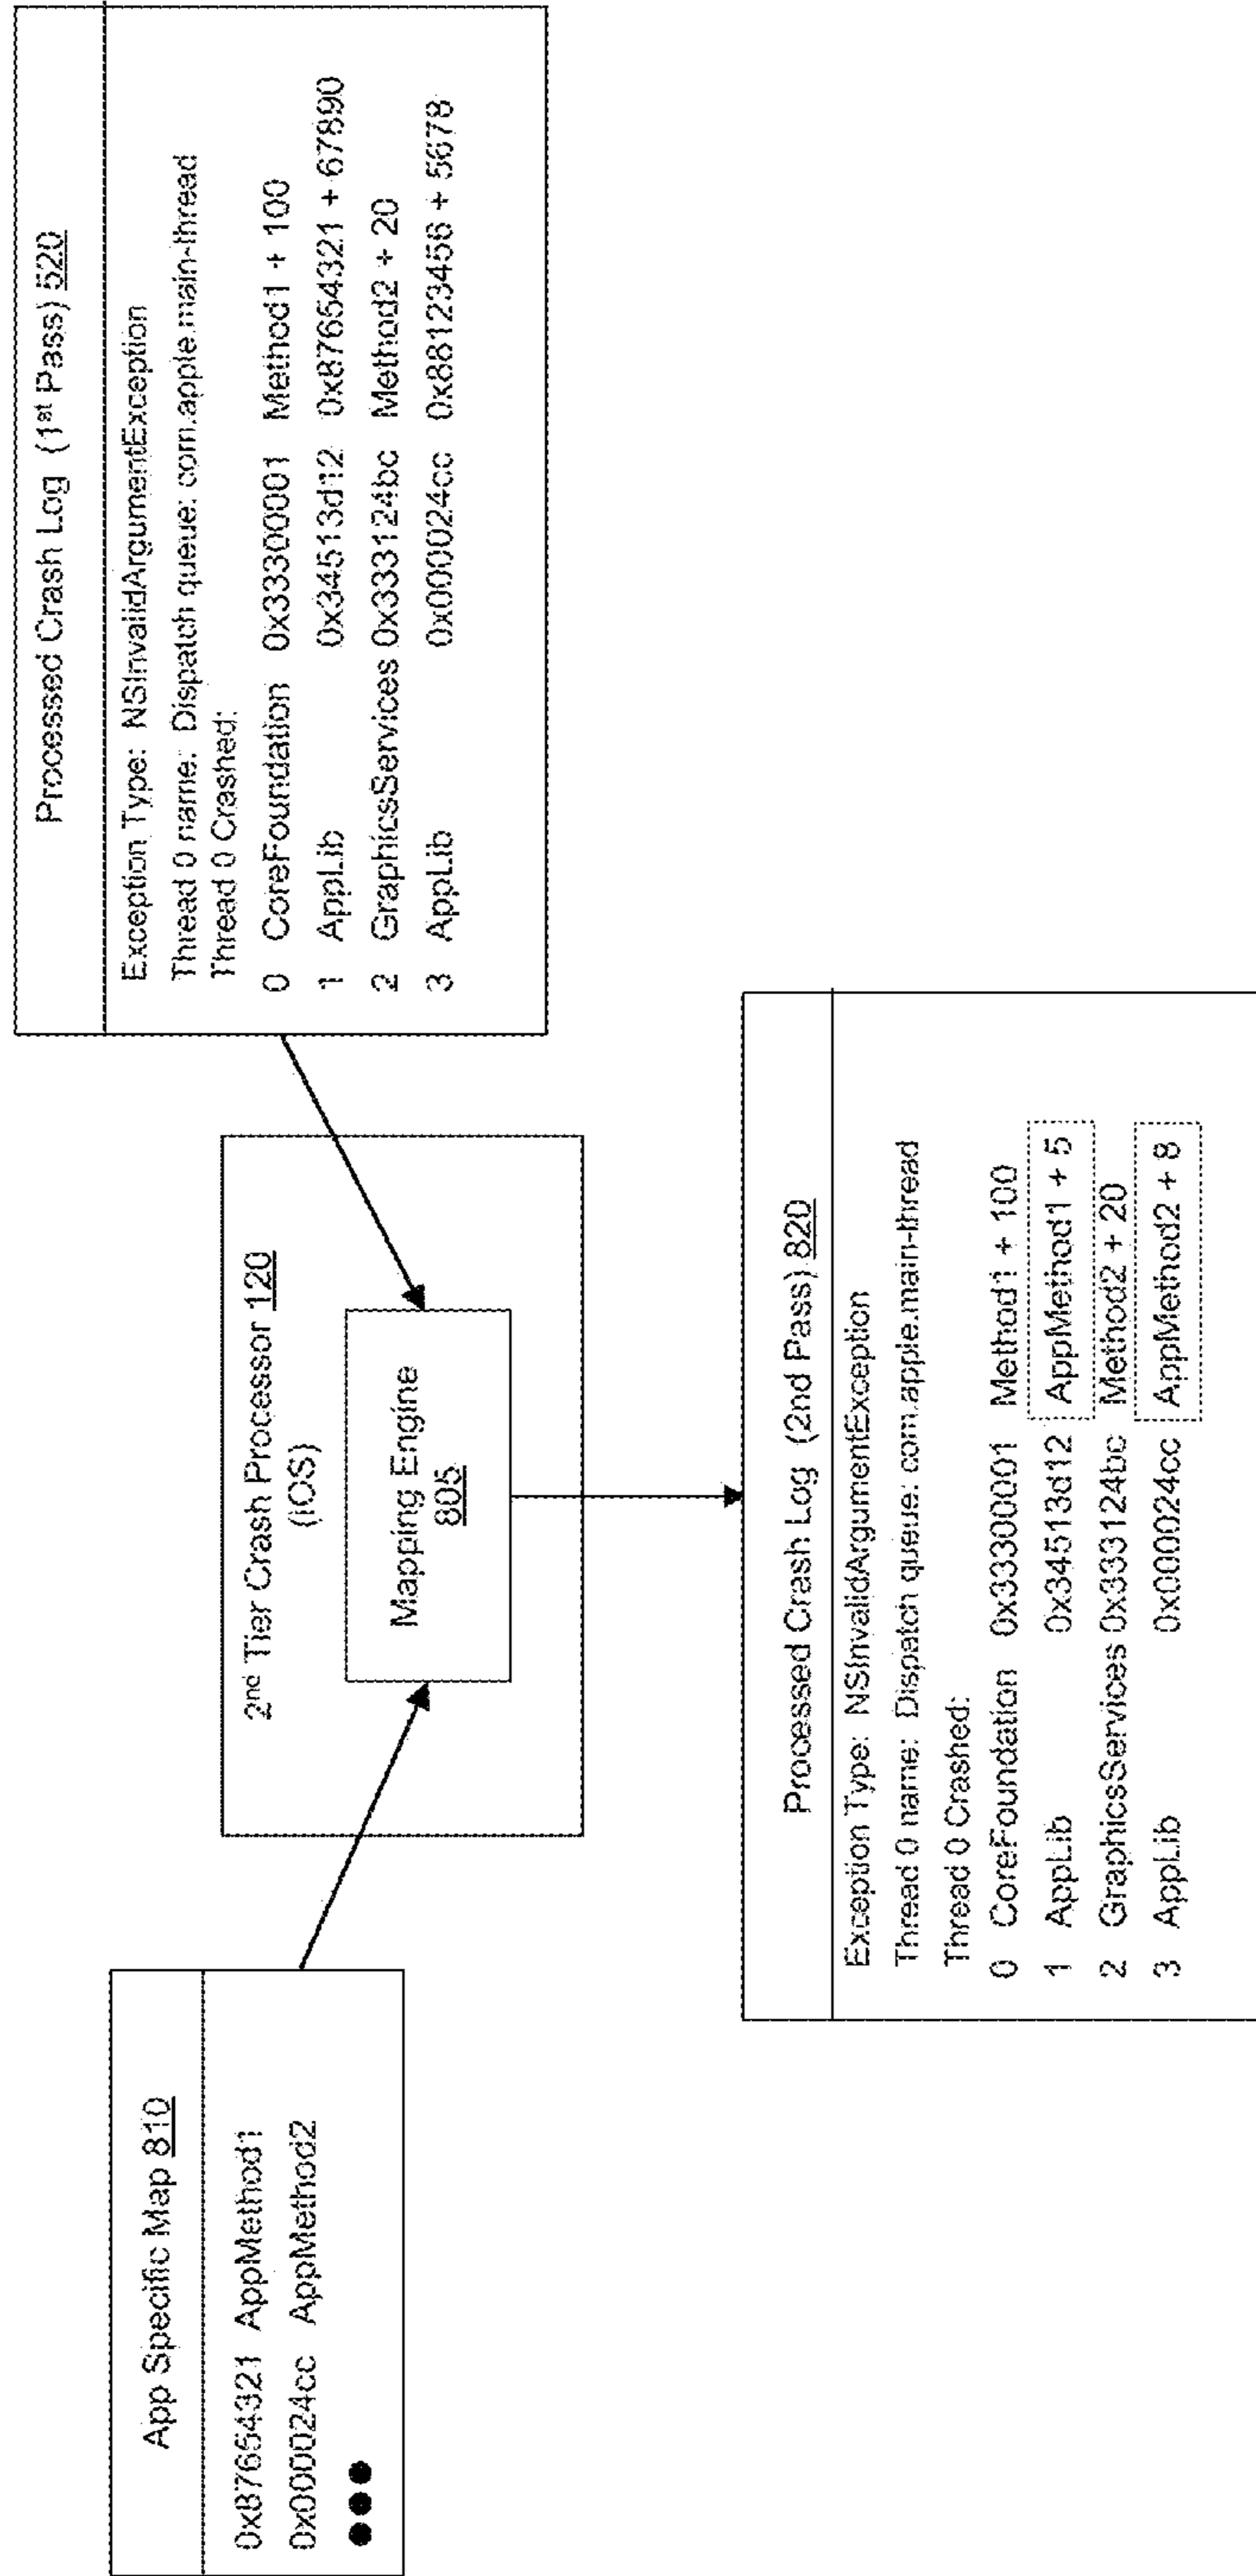 App Specific Map 810
0x87654321 AppMethod1
0x000024cc AppMethod2
2nd Tier Crash Processor 120
(iOS)
Mapping Engine
805
Processed Crash Log (1st Pass) 520
Exception Type: NSInvalidArgumentException
Thread 0 name: Dispatch queue: com.apple.main-thread
Thread 0 Crashed:
0 CoreFoundation 0x3330001 Method1 + 100
1 AppLib 0x34513d12 0x87654321 + 67890
2 GraphicsServices 0x333124bc Method2 + 20
3 AppLib 0x000024cc 0x88123456 + 5678
Processed Crash Log (2nd Pass) 820
Exception Type: NSInvalidArgumentException
Thread 0 name: Dispatch queue: com.apple.main-thread
Thread 0 Crashed:
0 CoreFoundation 0x3330001 Method1 + 100
1 AppLib 0x34513d12 AppMethod1 + 5
2 GraphicsServices 0x333124bc Method2 + 20
3 AppLib 0x000024cc AppMethod2 + 8